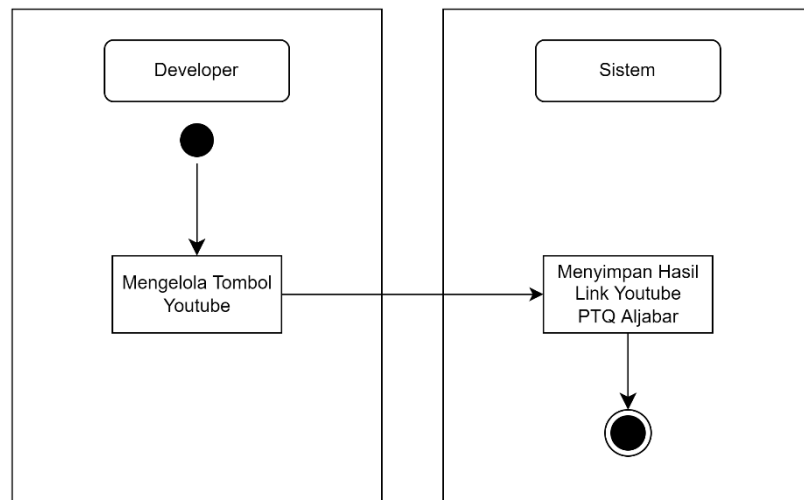 Developer
Sistem
Mengelola Tombol
Youtube
Menyimpan Hasil
Link Youtube
PTQ Aljabar